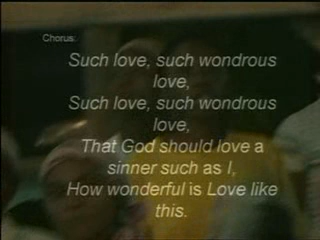 Chorus:
Such love, such wondrous
love,
Such love, such wondrous
love,
That God should love a
sinner such as I,
How wonderful is Love like
this.